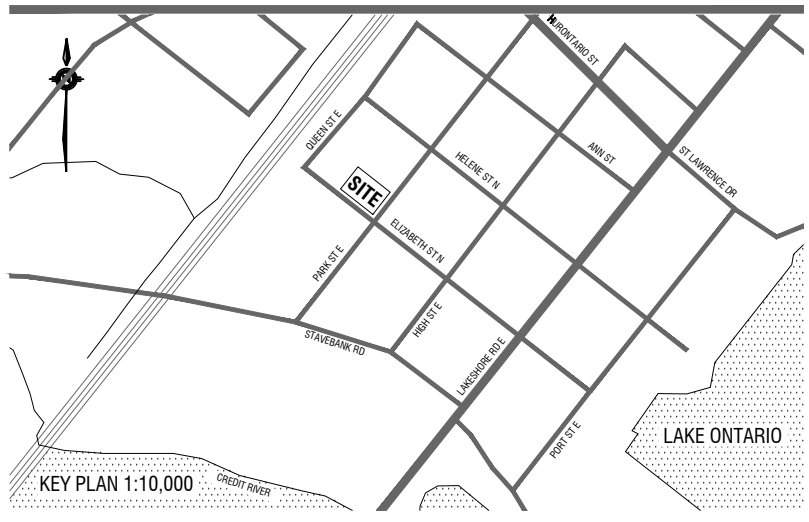 HURONTARIO ST
QUEEN ST E
ANN ST
HELENE ST N
ST LAWRENCE DR
SITE
ELIZABETH ST N
PARK ST E
HIGH ST E
STAVEBANK RD
LAKESHORE RD E
PORT ST E
LAKE ONTARIO
KEY PLAN 1:10,000
CREDIT RIVER